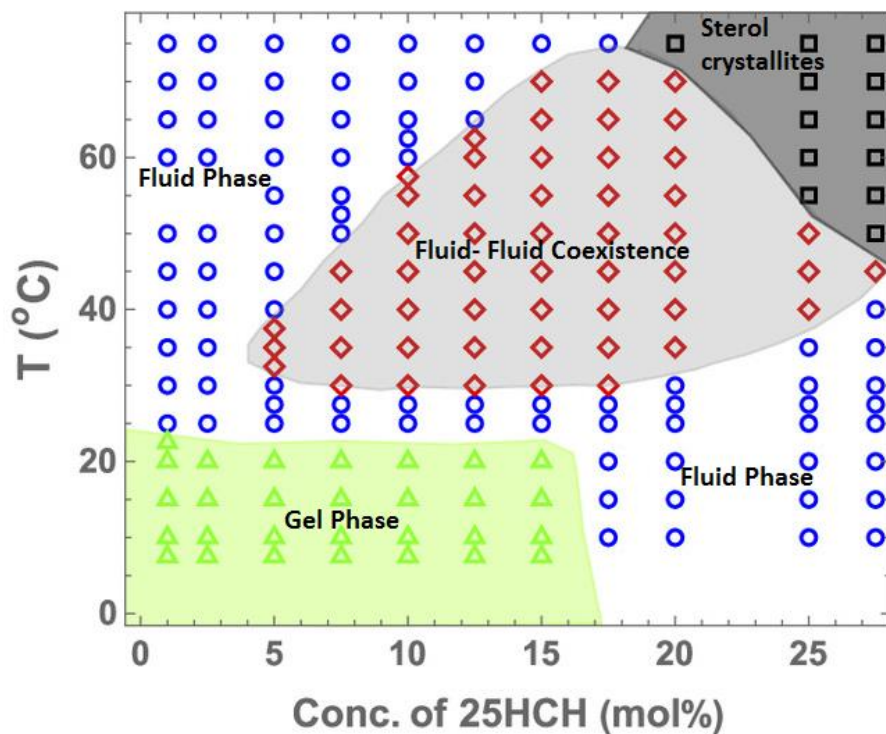 Sterol
crystallites
Fluid Phase
Fluid- Fluid Coexistence
Fluid Phase
Gel Phase
T (°C)
60
40
20
0
0 5 10 15 20 25
Conc. of 25HCH (mol%)